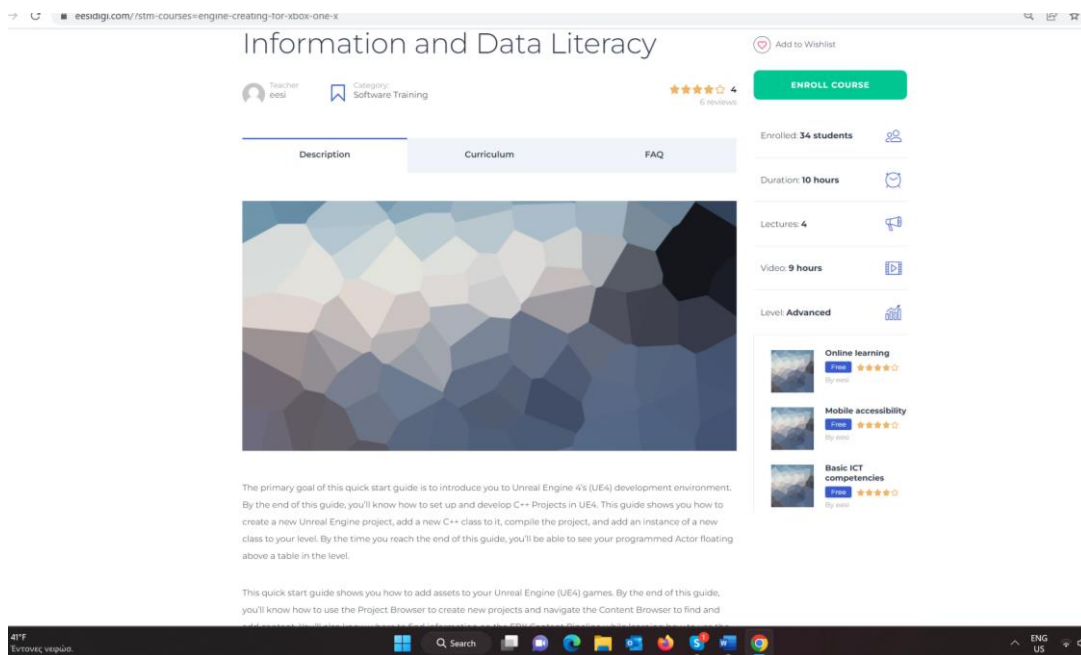 eesidigi.com/?stm-courses=engine-creating-for-xbox-one-x
Information and Data Literacy
Add to Wishlist
Teacher
eesi
Category:
Software Training
4
6 reviews
ENROLL COURSE
Description
Curriculum
FAQ
Enrolled: 34 students
Duration: 10 hours
Lectures: 4
Video: 9 hours
Level: Advanced
Online learning
Free
By eesi
Mobile accessibility
Free
By eesi
Basic ICT
competencies
Free
By eesi
The primary goal of this quick start guide is to introduce you to Unreal Engine 4's (UE4) development environment.
By the end of this guide, you'll know how to set up and develop C++ Projects in UE4. This guide shows you how to
create a new Unreal Engine project, add a new C++ class to it, compile the project, and add an instance of a new
class to your level. By the time you reach the end of this guide, you'll be able to see your programmed Actor floating
above a table in the level.
This quick start guide shows you how to add assets to your Unreal Engine (UE4) games. By the end of this guide,
you'll know how to use the Project Browser to create new projects and navigate the Content Browser to find and
41°F
Έντονες νεφώσ.
Search
ENG
US